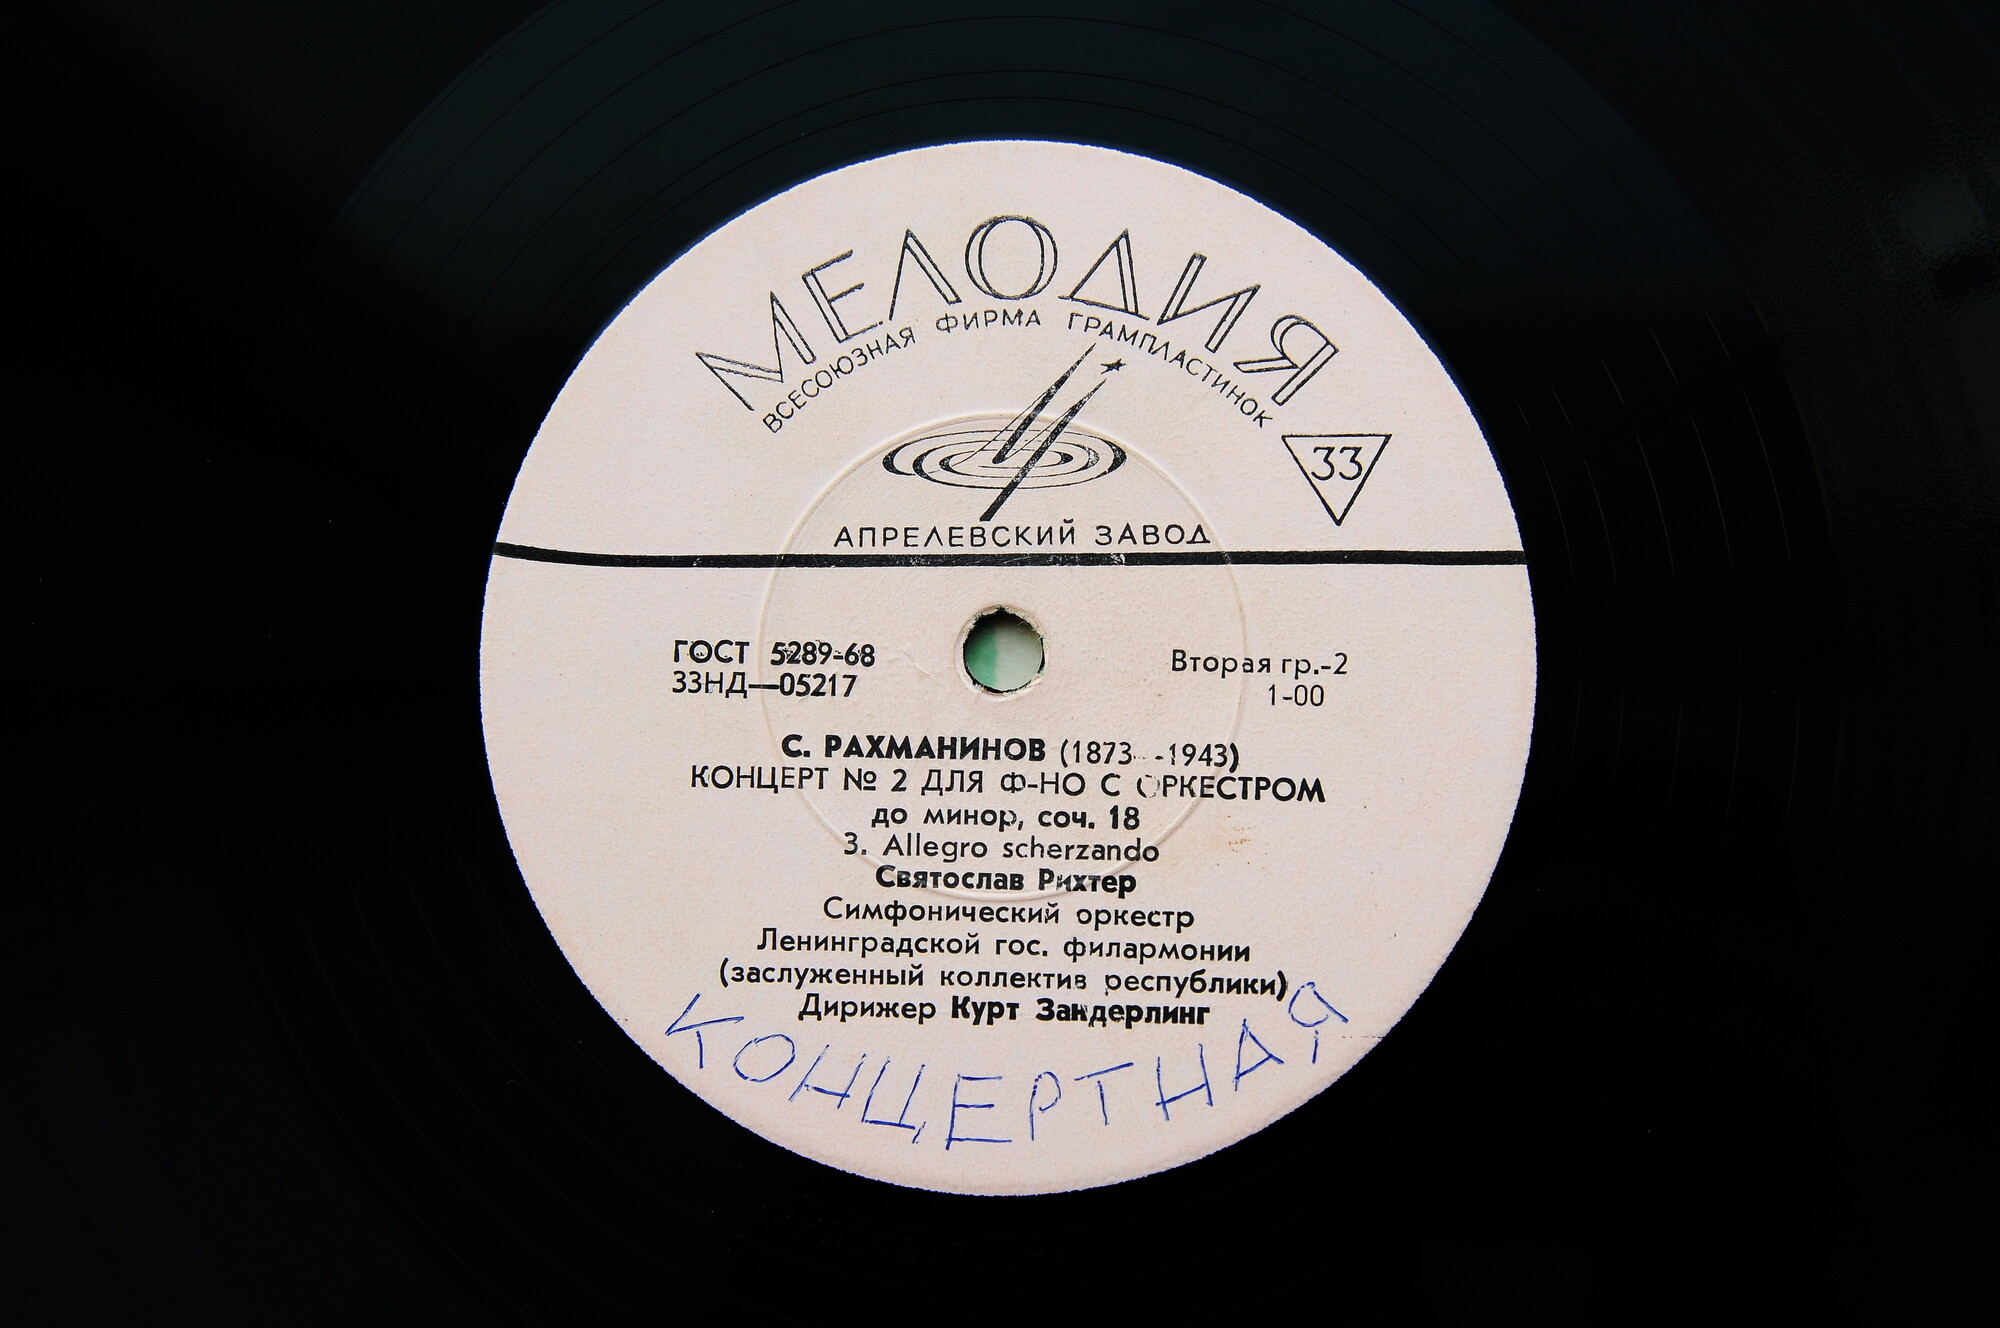 МЕЛОДИЯ
ВСЕСОЮЗНАЯ ФИРМА ГРАМПЛАСТИНОК
33
АПРЕЛЕВСКИЙ ЗАВОД
ГОСТ 5289-68
33НД—05217
Вторая гр.-2
1-00
С. РАХМАНИНОВ (1873-1943)
КОНЦЕРТ № 2 ДЛЯ Ф-НО С ОРКЕСТРОМ
до минор, соч. 18
3. Allegro scherzando
Святослав Рихтер
Симфонический оркестр
Ленинградской гос. филармонии
(заслуженный коллектив республики)
Дирижер Курт Зандерлинг
КОНЦЕРТНАЯ